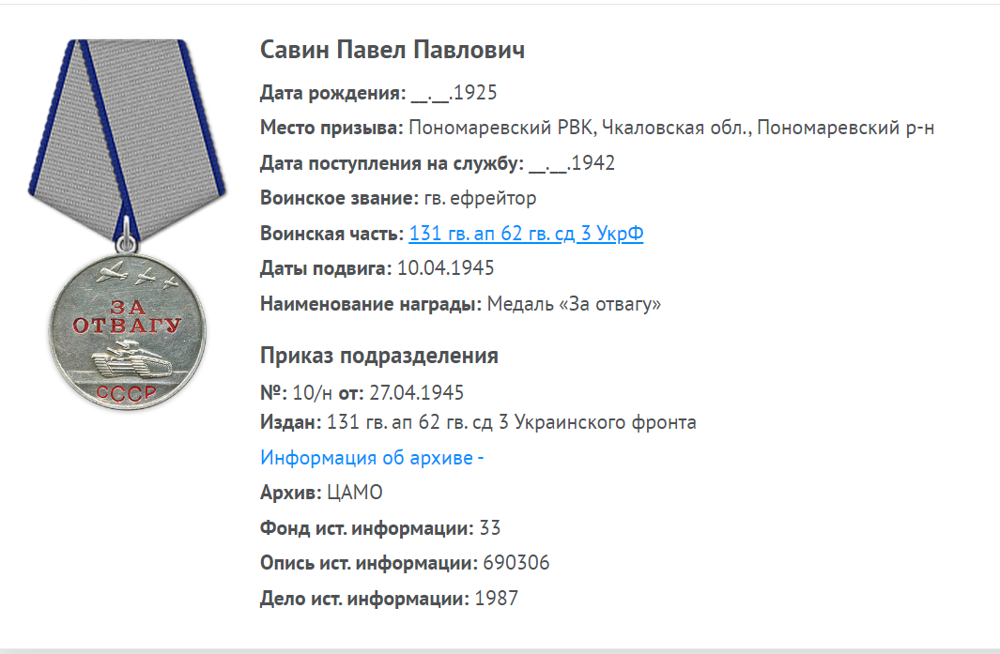 Савин Павел Павлович
Дата рождения: __.__.1925
Место призыва: Пономаревский РВК, Чкаловская обл., Пономаревский р-н
Дата поступления на службу: __.__.1942
Воинское звание: гв. ефрейтор
Воинская часть: 131 гв. ап 62 гв. сд 3 УкрФ
Даты подвига: 10.04.1945
Наименование награды: Медаль «За отвагу»
ЗА
ОТВАГУ
СССР
Приказ подразделения
№: 10/н от: 27.04.1945
Издан: 131 гв. ап 62 гв. сд 3 Украинского фронта
Информация об архиве -
Архив: ЦАМО
Фонд ист. информации: 33
Опись ист. информации: 690306
Дело ист. информации: 1987